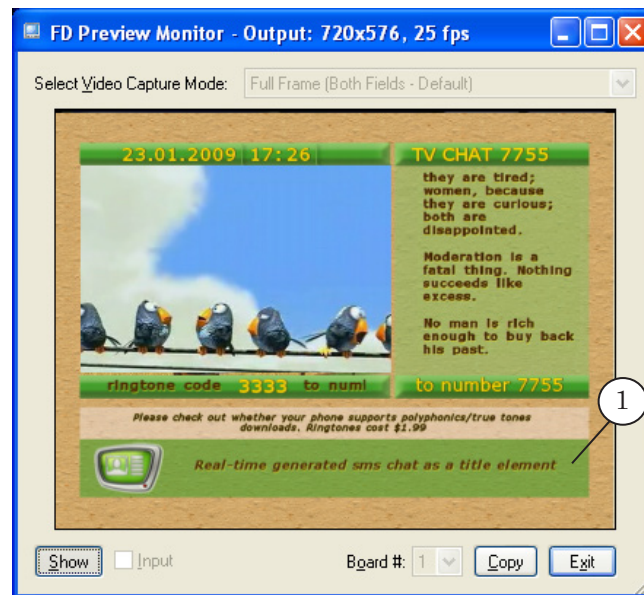 FD Preview Monitor - Output: 720x576, 25 fps
Select Video Capture Mode: Full Frame (Both Fields - Default)
23.01.2009 17:26
TV CHAT 7755
they are tired;
women, because
they are curious;
both are
disappointed.
Moderation is a
fatal thing. Nothing
succeeds like
excess.
No man is rich
enough to buy back
his past.
ringtone code 3333 to numl
to number 7755
1
Please check out whether your phone supports polyphonics/true tones
downloads. Ringtones cost $1.99
Real-time generated sms chat as a title element
Show Input Board #: 1 Copy Exit